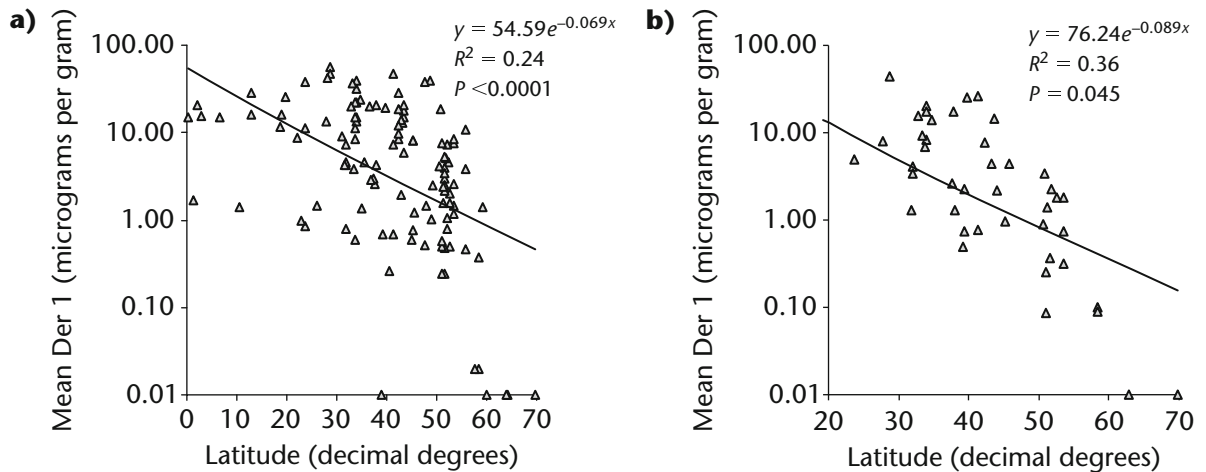 a)
y = 54.59e^–0.069x
R² = 0.24
P <0.0001
Mean Der 1 (micrograms per gram)
100.00
10.00
1.00
0.10
0.01
0 10 20 30 40 50 60 70
Latitude (decimal degrees)
b)
y = 76.24e^–0.089x
R² = 0.36
P = 0.045
Mean Der 1 (micrograms per gram)
100.00
10.00
1.00
0.10
0.01
20 30 40 50 60 70
Latitude (decimal degrees)